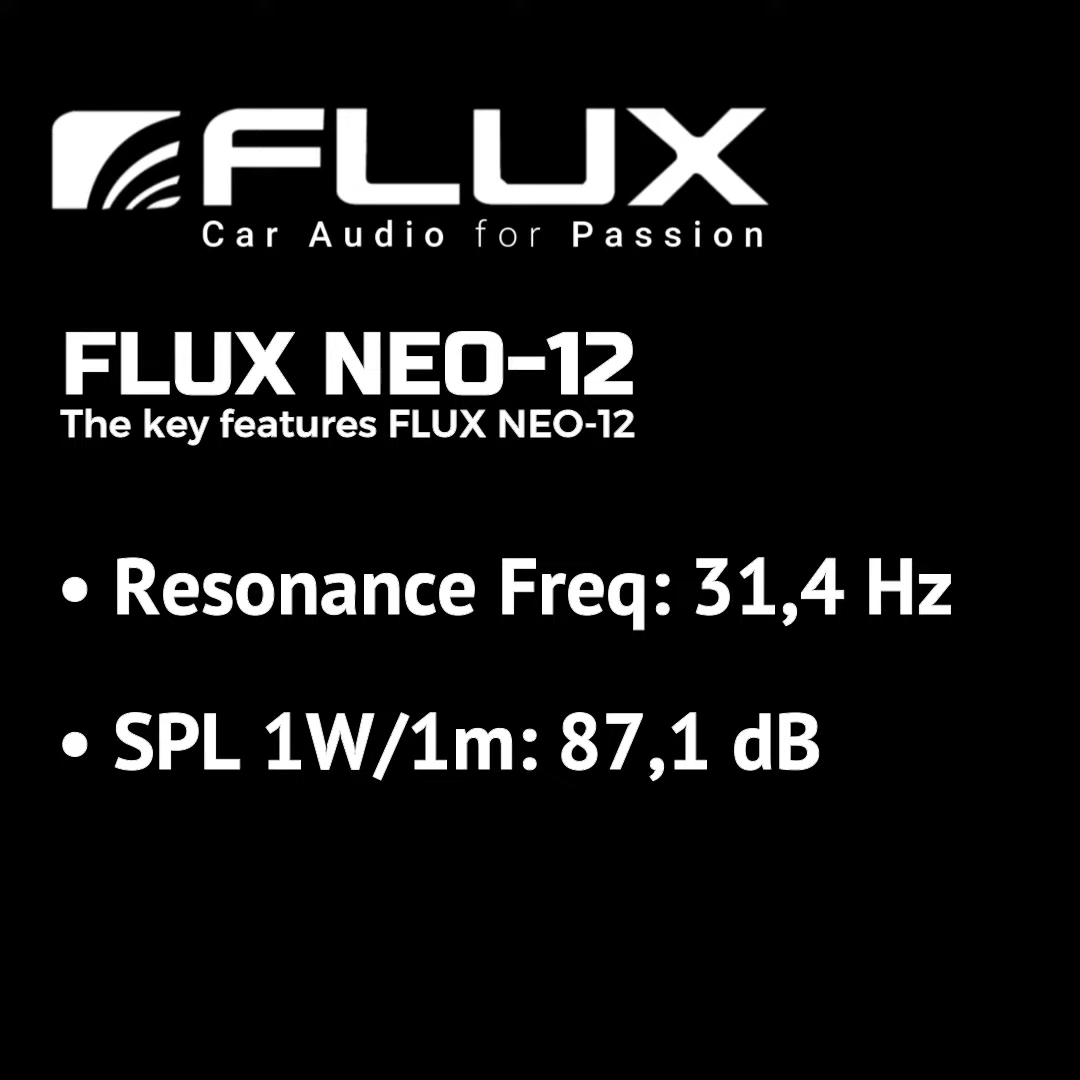 FLUX
Car Audio for Passion
FLUX NEO-12
The key features FLUX NEO-12
• Resonance Freq: 31,4 Hz
• SPL 1W/1m: 87,1 dB